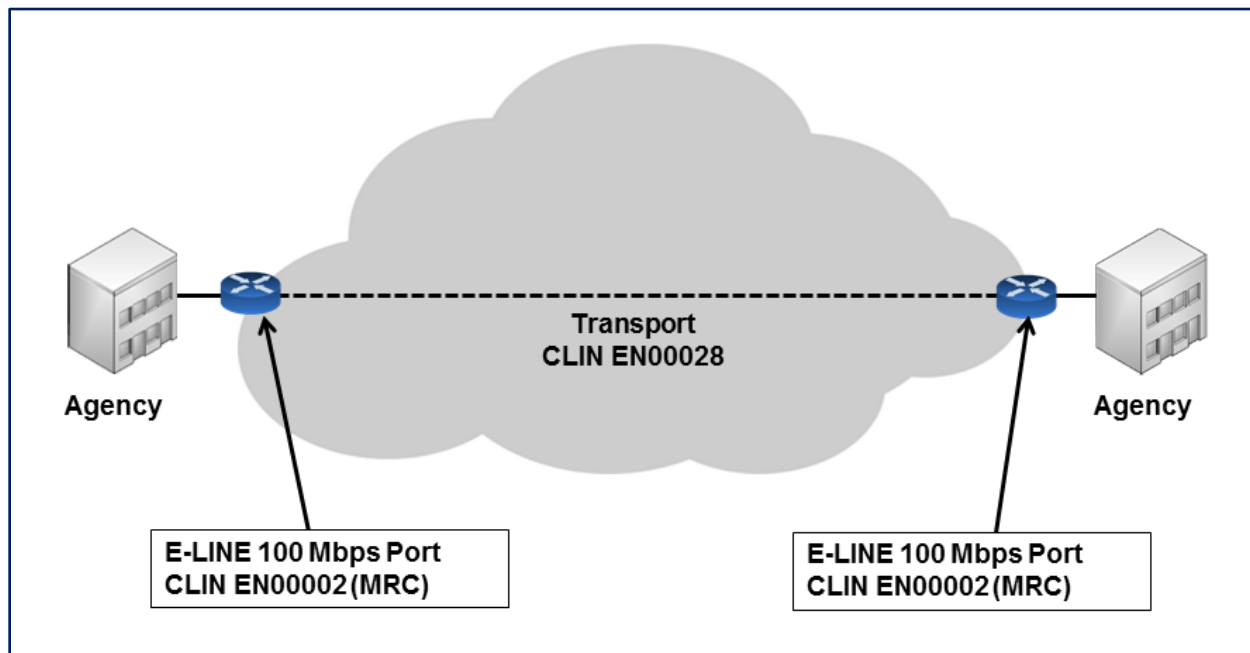 Transport
CLIN EN00028
Agency
Agency
E-LINE 100 Mbps Port
CLIN EN00002 (MRC)
E-LINE 100 Mbps Port
CLIN EN00002 (MRC)